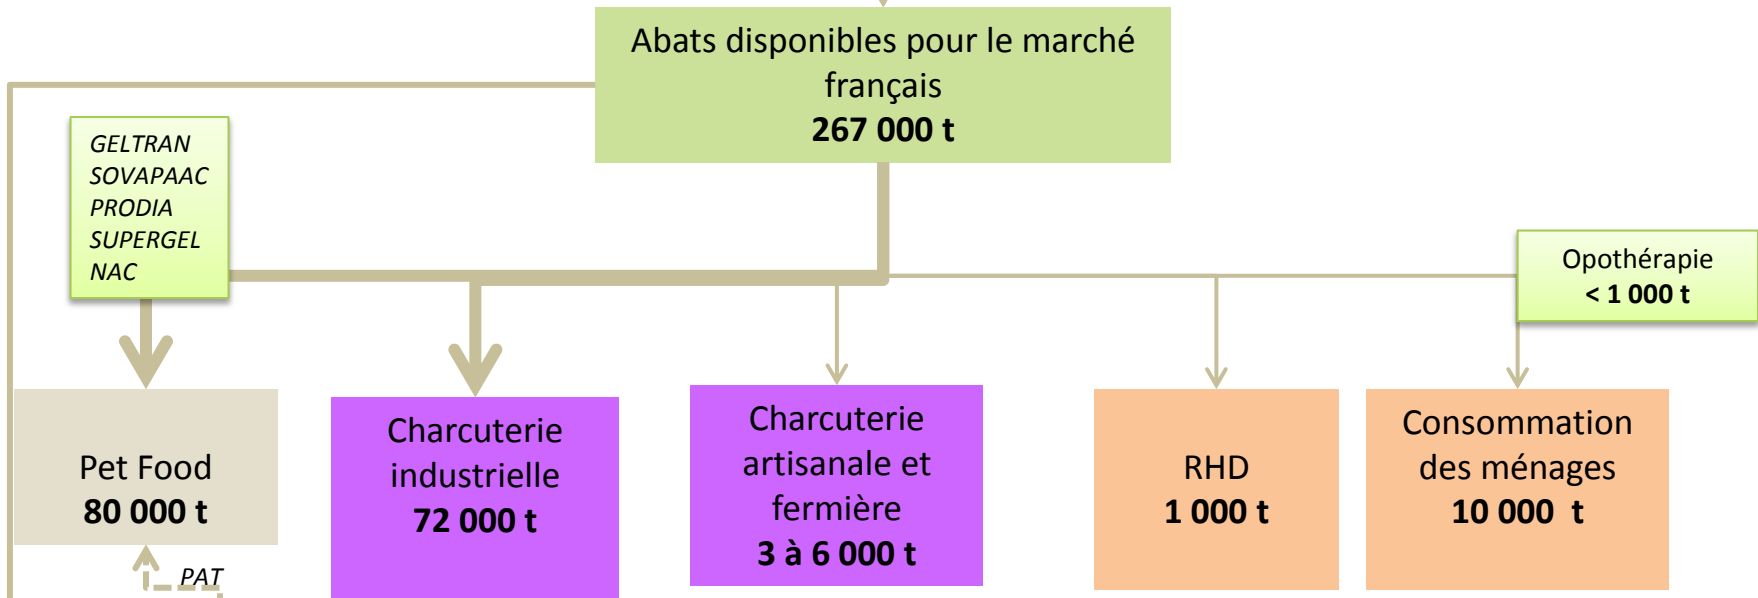 Abats disponibles pour le marché
français
267 000 t
GELTRAN
SOVAPAAC
PRODIA
SUPERGEL
NAC
Opothérapie
< 1 000 t
Pet Food
80 000 t
Charcuterie
industrielle
72 000 t
Charcuterie
artisanale et
fermière
3 à 6 000 t
RHD
1 000 t
Consommation
des ménages
10 000 t
PAT